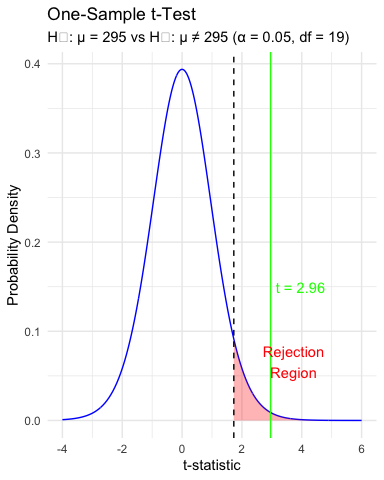 One-Sample t-Test
H□: μ = 295 vs H□: μ ≠ 295 (α = 0.05, df = 19)
0.4
0.3
0.2
0.1
0.0
Probability Density
t = 2.96
Rejection
Region
-4 -2 0 2 4 6
t-statistic